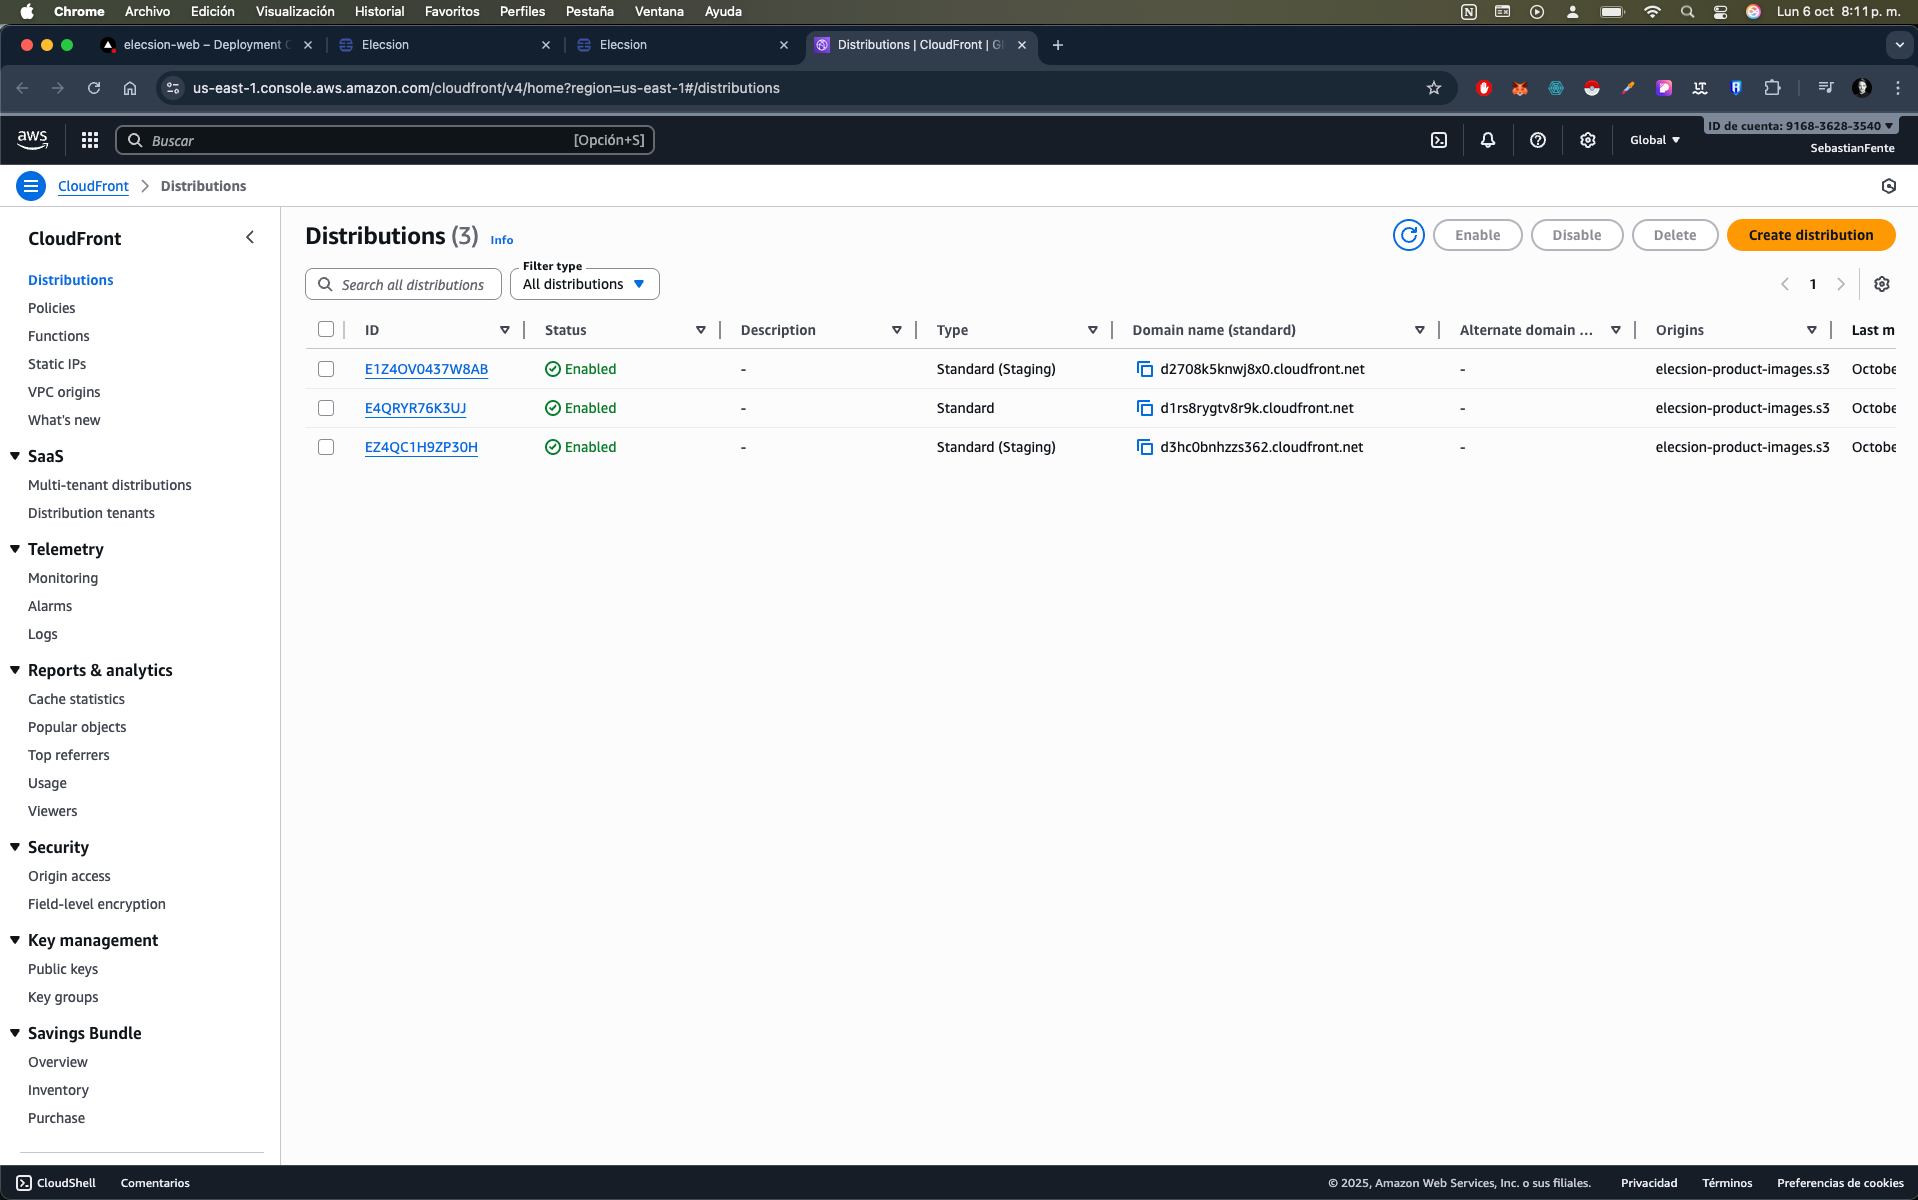 Chrome Archivo Edición Visualización Historial Favoritos Perfiles Pestaña Ventana Ayuda Lun 6 oct 8:11 p. m.
elecsion-web – Deployment Elecsion Elecsion Distributions | CloudFront | Gl
us-east-1.console.aws.amazon.com/cloudfront/v4/home?region=us-east-1#/distributions
aws Buscar [Opción+S] Global ID de cuenta: 9168-3628-3540
SebastianFente
CloudFront Distributions
CloudFront
Distributions
Policies
Functions
Static IPs
VPC origins
What's new
SaaS
Multi-tenant distributions
Distribution tenants
Telemetry
Monitoring
Alarms
Logs
Reports & analytics
Cache statistics
Popular objects
Top referrers
Usage
Viewers
Security
Origin access
Field-level encryption
Key management
Public keys
Key groups
Savings Bundle
Overview
Inventory
Purchase
Distributions (3) Info Enable Disable Delete Create distribution
Search all distributions Filter type All distributions 1
ID Status Description Type Domain name (standard) Alternate domain ... Origins Last m
E1Z4OV0437W8AB Enabled - Standard (Staging) d2708k5knwj8x0.cloudfront.net - elecsion-product-images.s3 Octobe
E4QRYR76K3UJ Enabled - Standard d1rs8rygtv8r9k.cloudfront.net - elecsion-product-images.s3 Octobe
EZ4QC1H9ZP30H Enabled - Standard (Staging) d3hc0bnhzzs362.cloudfront.net - elecsion-product-images.s3 Octobe
CloudShell Comentarios © 2025, Amazon Web Services, Inc. o sus filiales. Privacidad Términos Preferencias de cookies